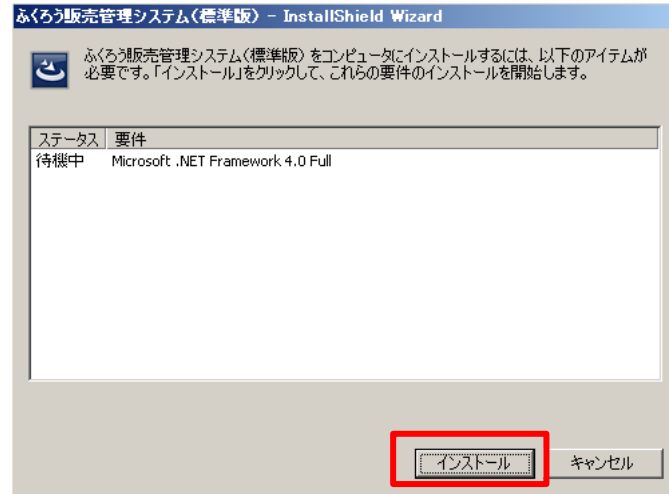 ふくろう販売管理システム(標準版) - InstallShield Wizard
ふくろう販売管理システム(標準版) をコンピュータにインストールするには、以下のアイテムが
必要です。「インストール」をクリックして、これらの要件のインストールを開始します。
ステータス 要件
待機中 Microsoft .NET Framework 4.0 Full
インストール キャンセル